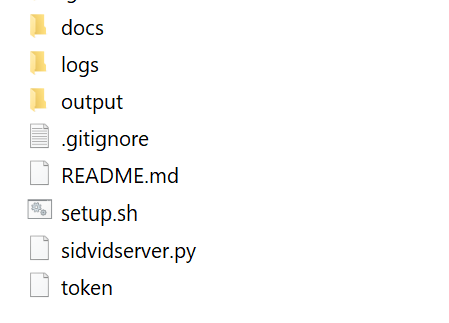 docs
logs
output
.gitignore
README.md
setup.sh
sidvidserver.py
token